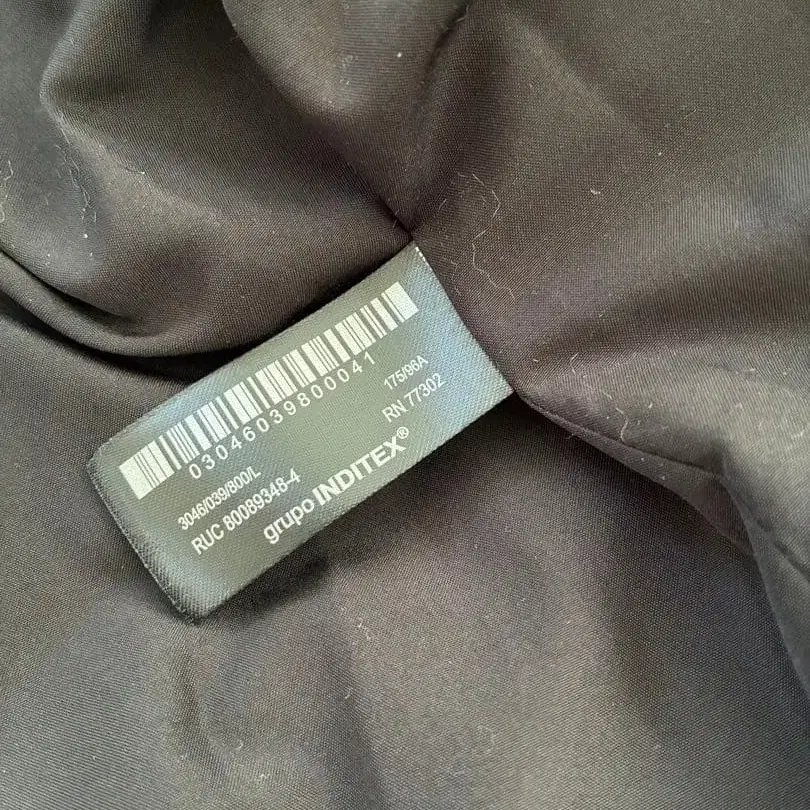 03046039800041
3046/039/800/L 175/96A
RUC 80089348-4 RN 77302
grupo INDITEX®